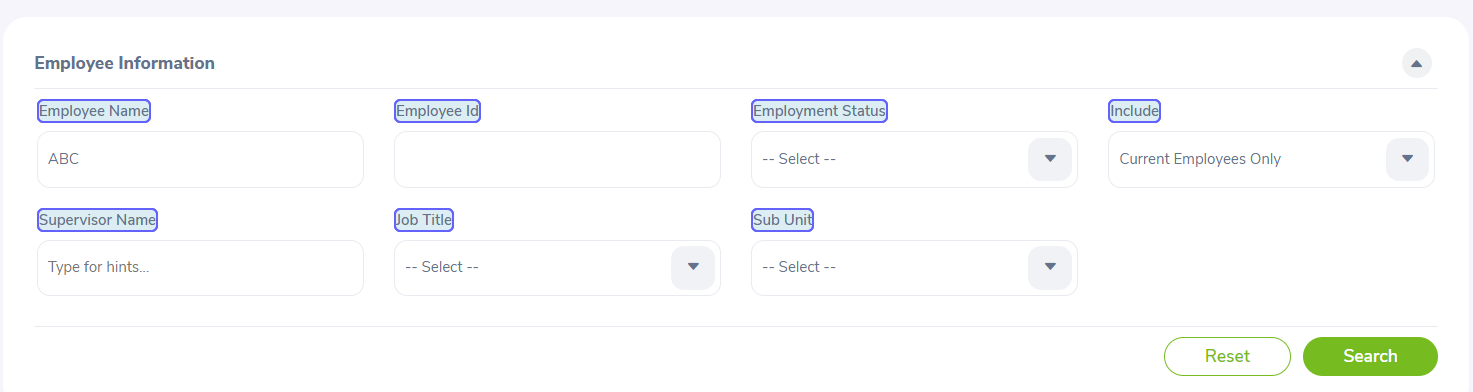 Employee Information
Employee Name Employee Id Employment Status Include
ABC -- Select -- Current Employees Only
Supervisor Name Job Title Sub Unit
Type for hints... -- Select -- -- Select --
Reset Search